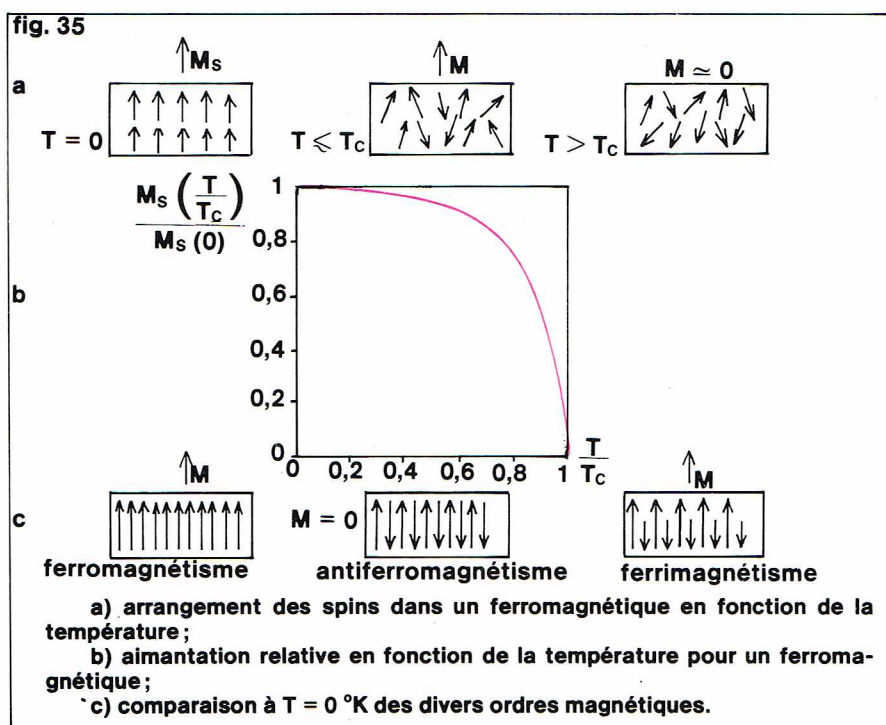 fig. 35
a
Ms
M
M ≃ 0
T = 0
T ⩽ Tc
T > Tc
Ms (T/Tc)
Ms (0)
b
1
0,8
0,6
0,4
0,2
0
0 0,2 0,4 0,6 0,8 1
T/Tc
c
M
M = 0
M
ferromagnétisme antiferromagnétisme ferrimagnétisme
a) arrangement des spins dans un ferromagnétique en fonction de la
température ;
b) aimantation relative en fonction de la température pour un ferroma-
gnétique ;
c) comparaison à T = 0 °K des divers ordres magnétiques.